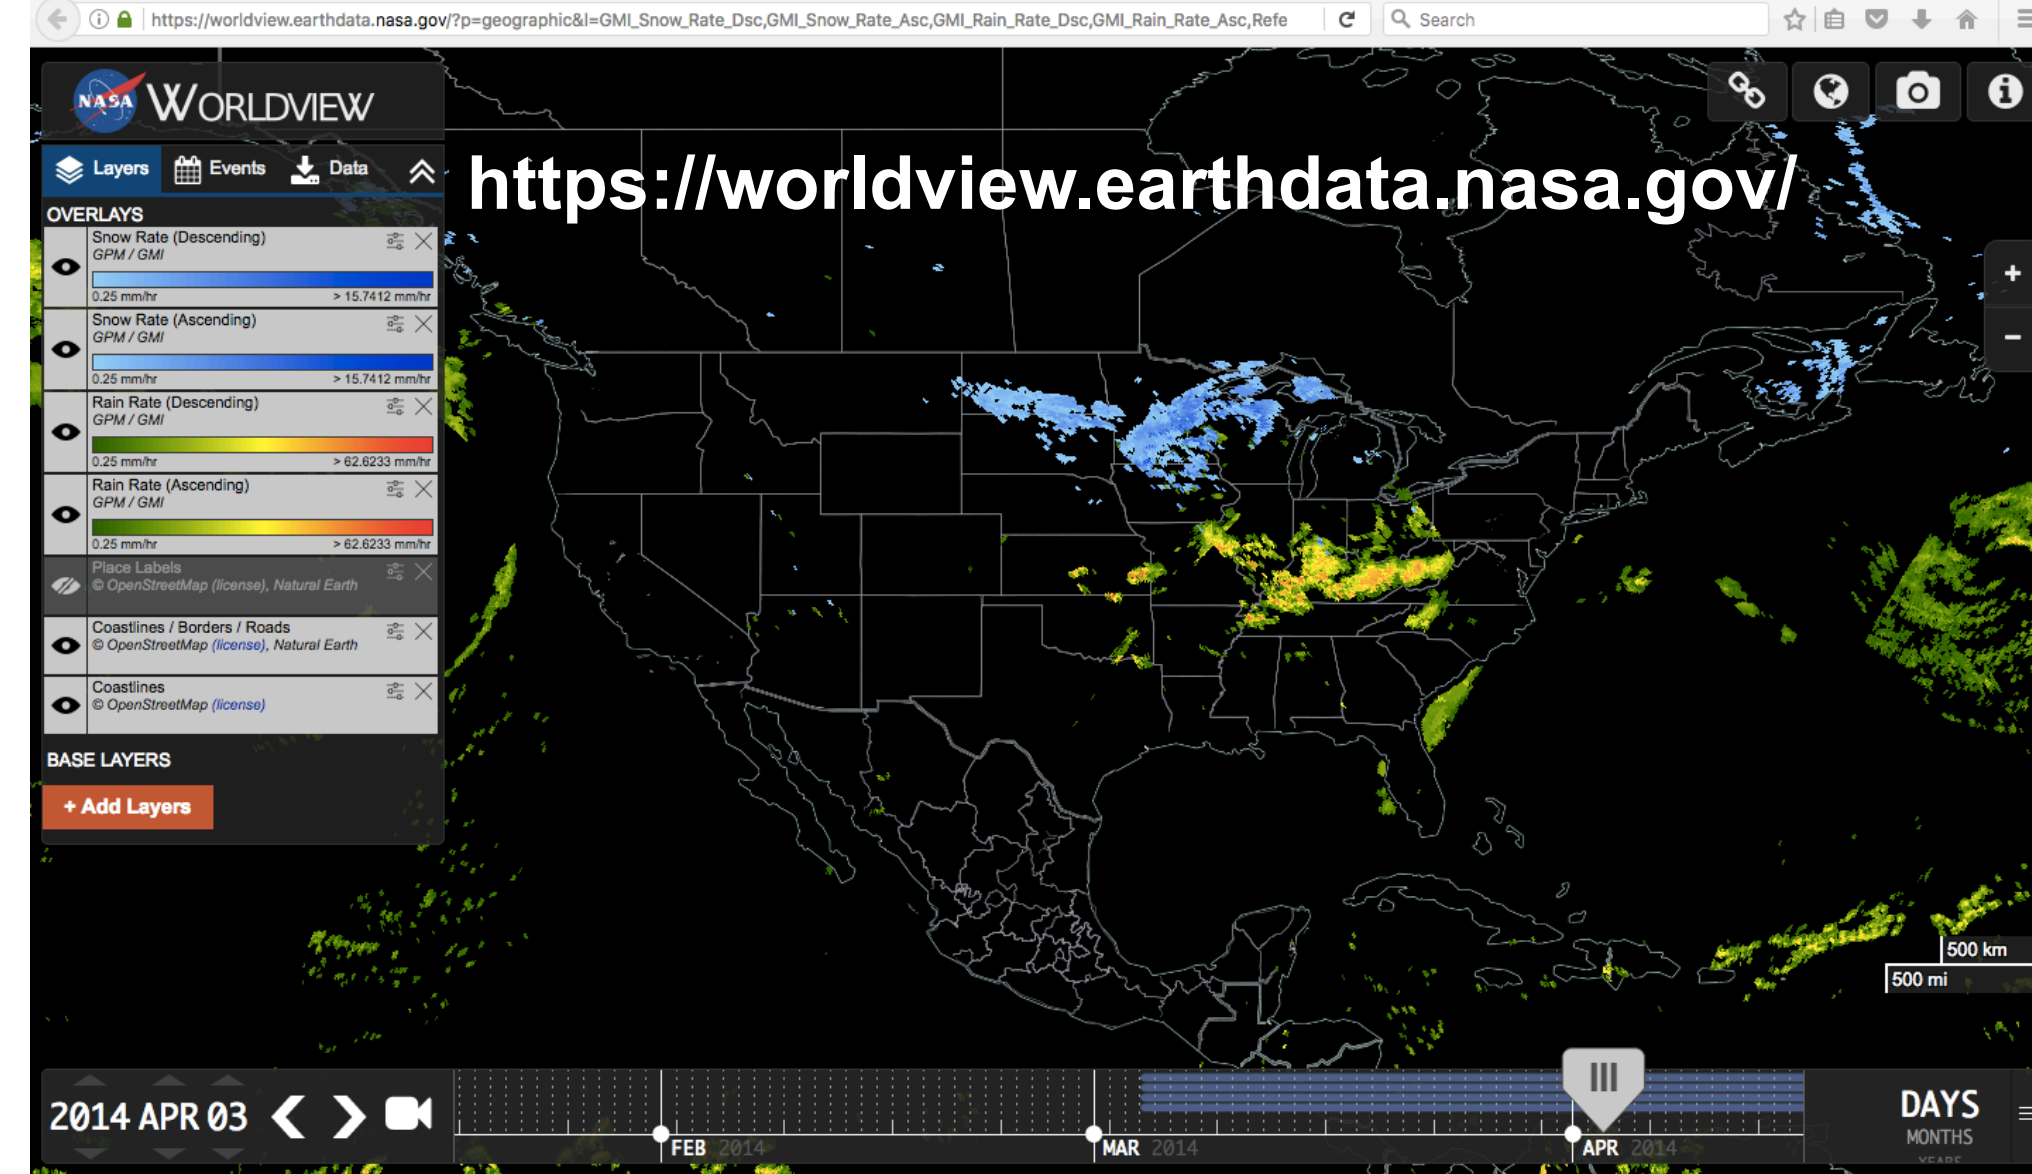 https://worldview.earthdata.nasa.gov/?p=geographic&l=GMI_Snow_Rate_Dsc,GMI_Snow_Rate_Asc,GMI_Rain_Rate_Dsc,GMI_Rain_Rate_Asc,Refe
Search
NASA WORLDVIEW
Layers Events Data
https://worldview.earthdata.nasa.gov/
OVERLAYS
Snow Rate (Descending)
GPM / GMI
0.25 mm/hr > 15.7412 mm/hr
Snow Rate (Ascending)
GPM / GMI
0.25 mm/hr > 15.7412 mm/hr
Rain Rate (Descending)
GPM / GMI
0.25 mm/hr > 62.6233 mm/hr
Rain Rate (Ascending)
GPM / GMI
0.25 mm/hr > 62.6233 mm/hr
Place Labels
© OpenStreetMap (license), Natural Earth
Coastlines / Borders / Roads
© OpenStreetMap (license), Natural Earth
Coastlines
© OpenStreetMap (license)
BASE LAYERS
+ Add Layers
+
−
500 km
500 mi
2014 APR 03
FEB 2014
MAR 2014
APR 2014
DAYS
MONTHS
YEARS